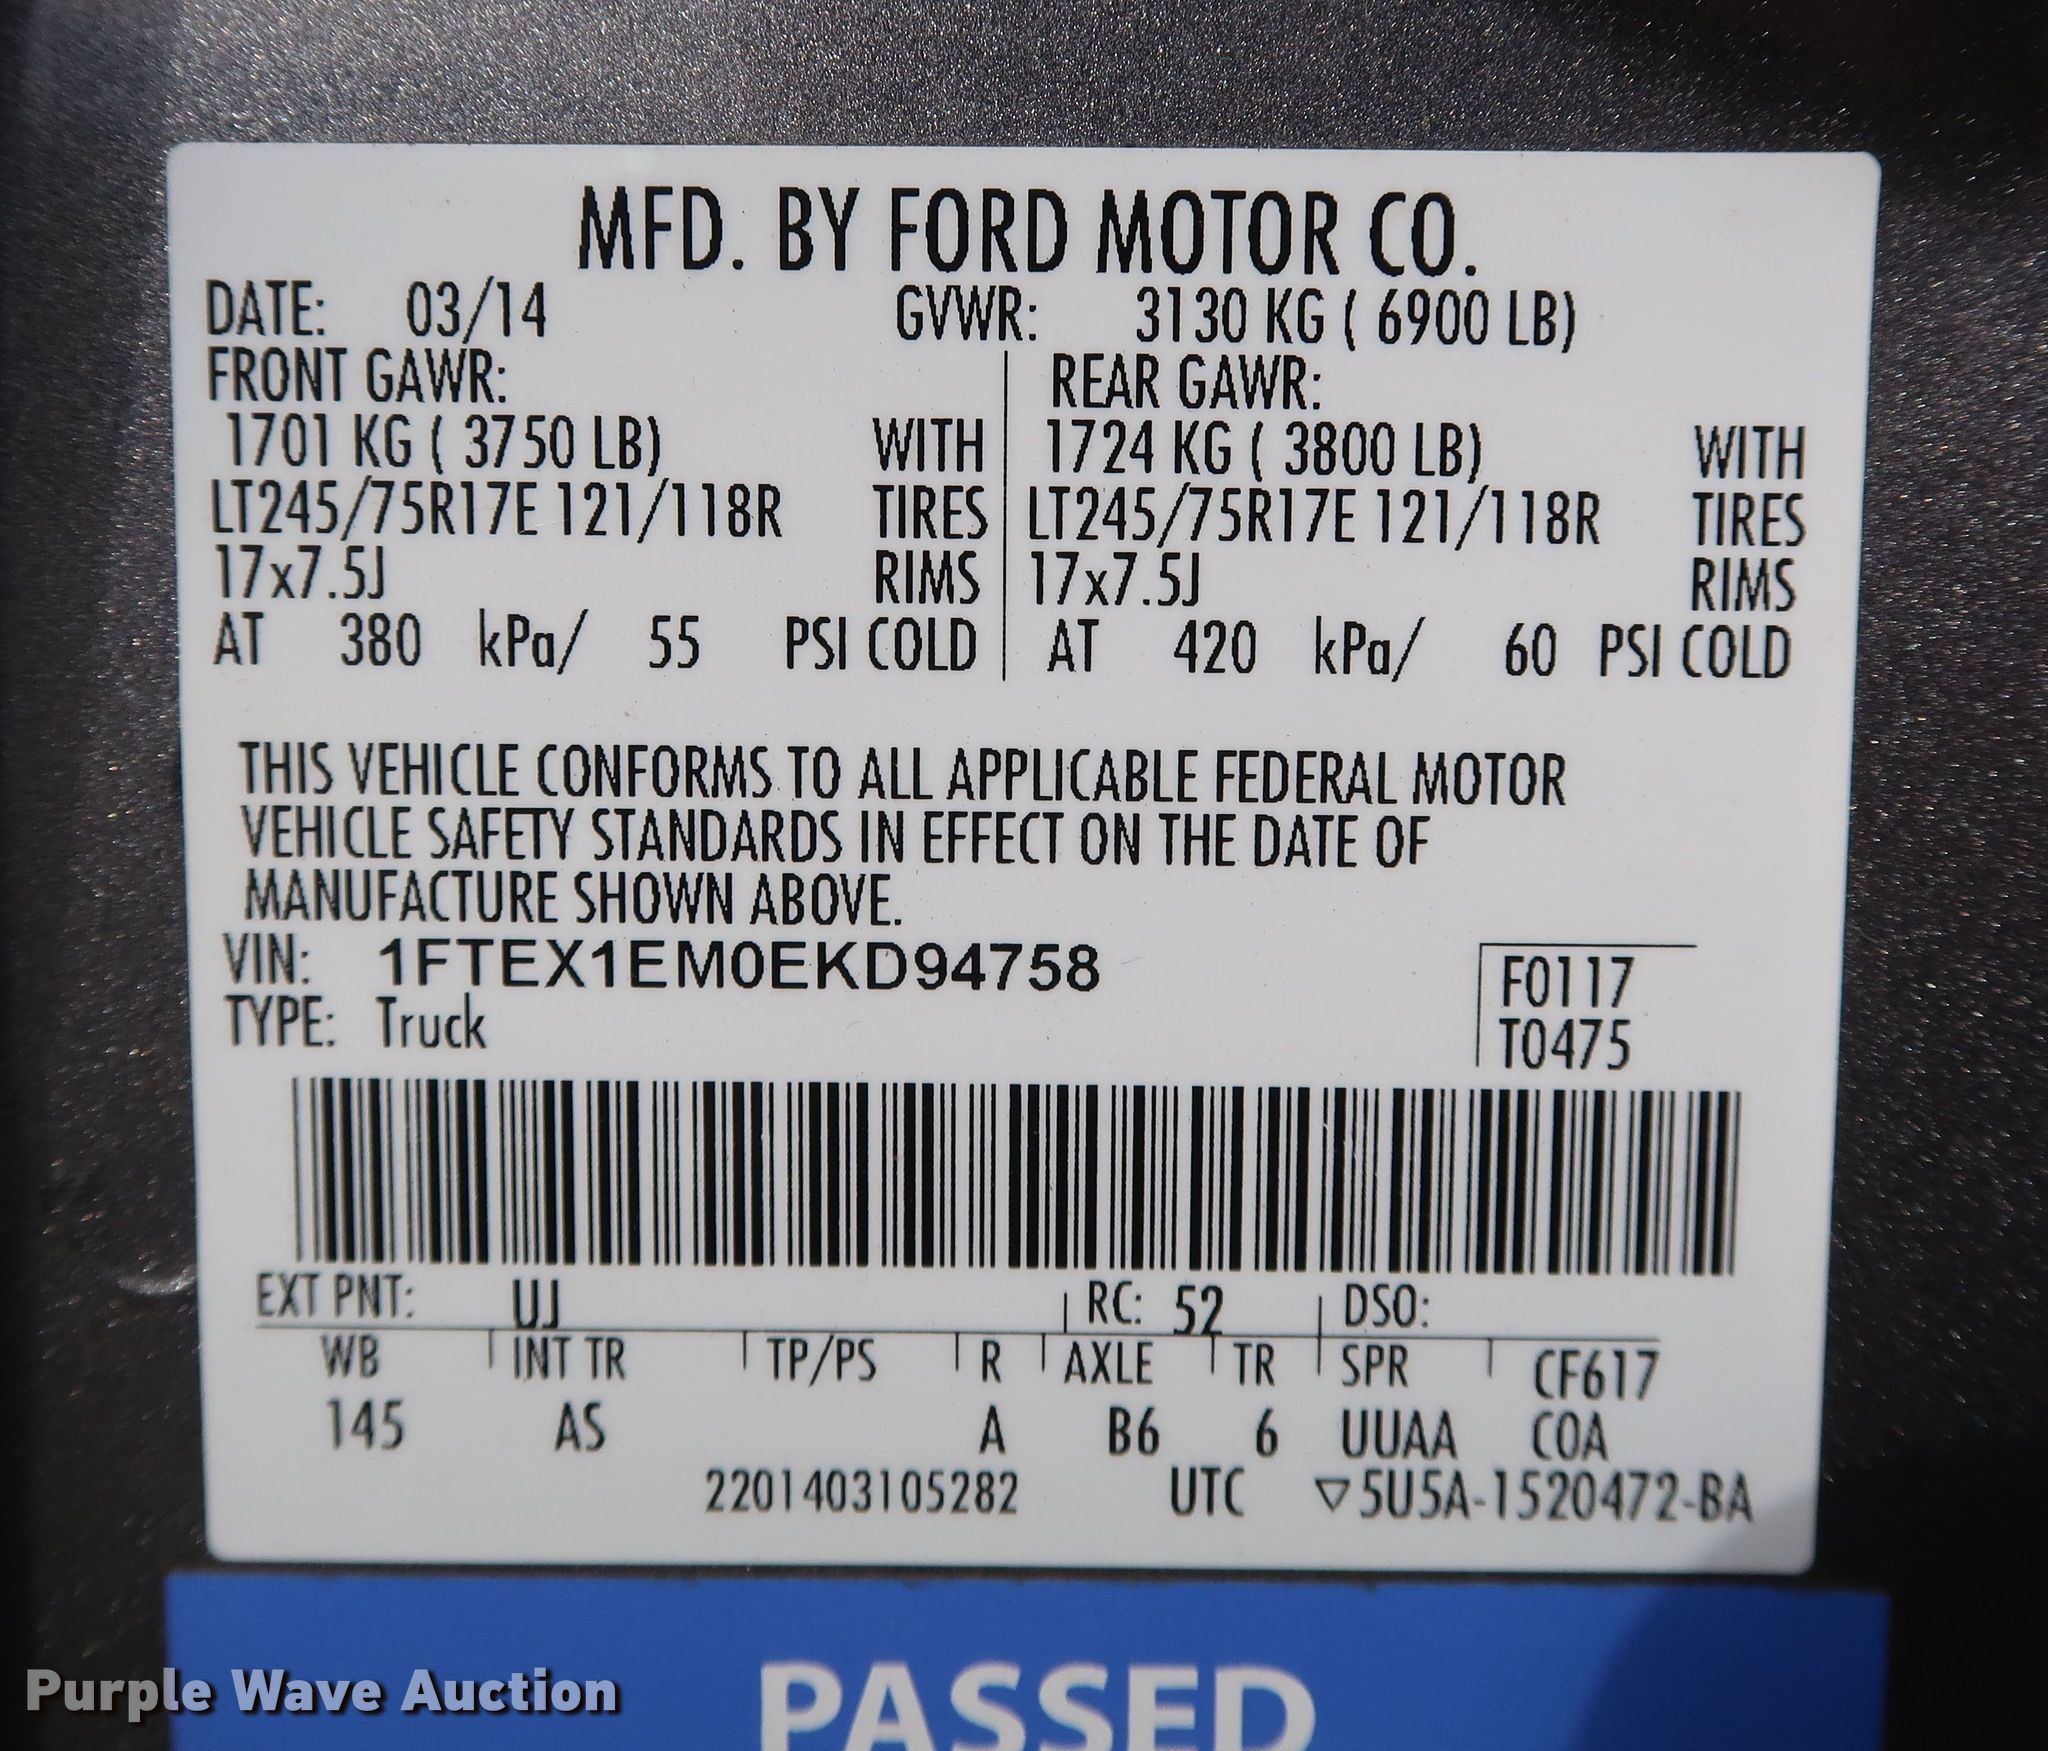 MFD. BY FORD MOTOR CO.
DATE: 03/14 GVWR: 3130 KG ( 6900 LB)
FRONT GAWR: REAR GAWR:
1701 KG ( 3750 LB) WITH 1724 KG ( 3800 LB) WITH
LT245/75R17E 121/118R TIRES LT245/75R17E 121/118R TIRES
17x7.5J RIMS 17x7.5J RIMS
AT 380 kPa/ 55 PSI COLD AT 420 kPa/ 60 PSI COLD
THIS VEHICLE CONFORMS TO ALL APPLICABLE FEDERAL MOTOR
VEHICLE SAFETY STANDARDS IN EFFECT ON THE DATE OF
MANUFACTURE SHOWN ABOVE.
VIN: 1FTEX1EM0EKD94758 F0117
TYPE: Truck T0475
EXT PNT: UJ RC: 52 DSO:
WB INT TR TP/PS R AXLE TR SPR CF617
145 AS A B6 6 UUAA COA
2201403105282 UTC ▽5U5A-1520472-BA
PASSED
Purple Wave Auction